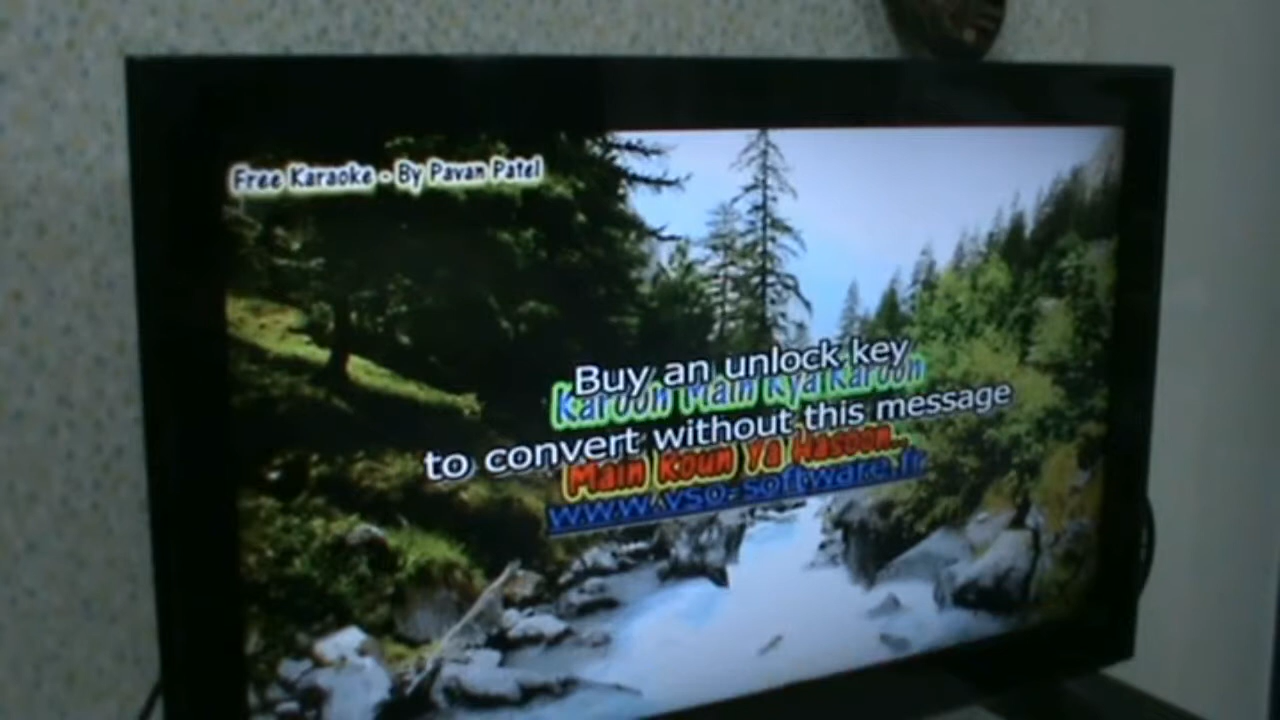 Free Karaoke - By Pavan Patel
Buy an unlock key
Karoon Main Kya Karoon
to convert without this message
Main Koun Ya Hasoon..
www.vso-software.fr